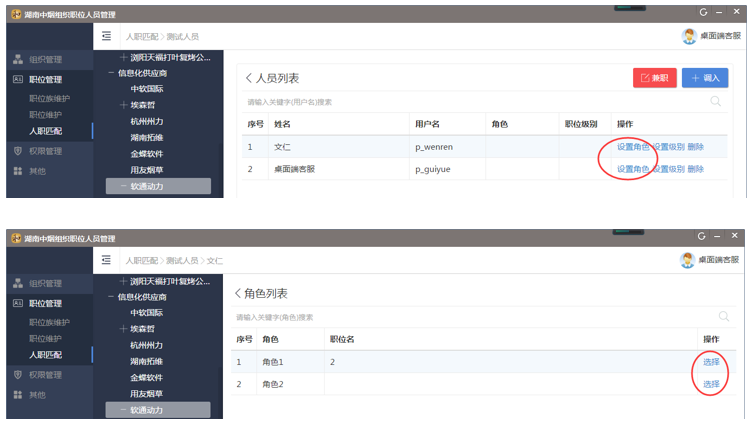 湖南中烟组织职位人员管理
人职匹配 > 测试人员
桌面端客服
组织管理
职位管理
职位族维护
职位维护
人职匹配
权限管理
其他
浏阳天福打叶复烤公...
信息化供应商
中软国际
埃森哲
杭州州力
湖南拓维
金蝶软件
用友烟草
软通动力
人员列表
兼职
调入
请输入关键字(用户名)搜索
序号 姓名 用户名 角色 职位级别 操作
1 文仁 p_wenren 设置角色 设置级别 删除
2 桌面端客服 p_guiyue 设置角色 设置级别 删除
湖南中烟组织职位人员管理
人职匹配 > 测试人员 > 文仁
桌面端客服
组织管理
职位管理
职位族维护
职位维护
人职匹配
权限管理
其他
浏阳天福打叶复烤公...
信息化供应商
中软国际
埃森哲
杭州州力
湖南拓维
金蝶软件
用友烟草
软通动力
角色列表
请输入关键字(角色)搜索
序号 角色 职位名 操作
1 角色1 2 选择
2 角色2 选择